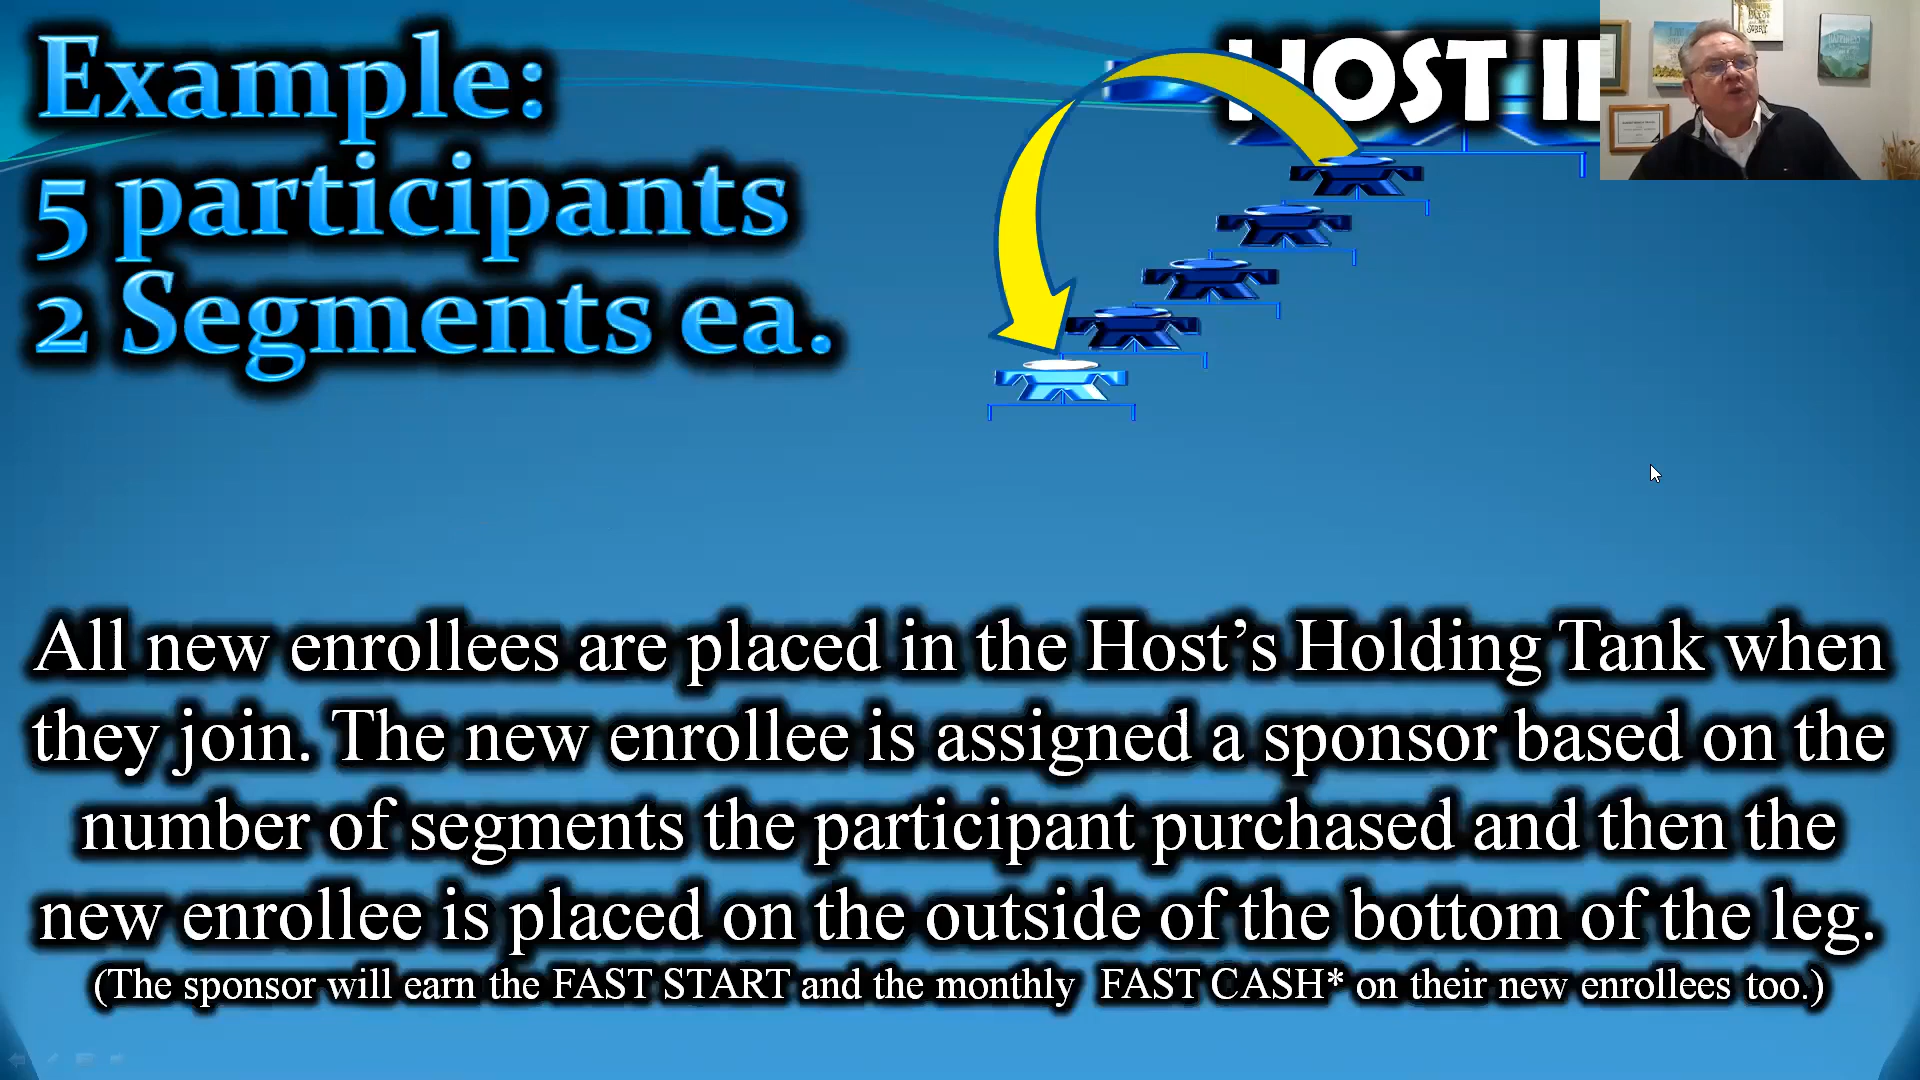 Example:
5 participants
2 Segments ea.
HOST
All new enrollees are placed in the Host’s Holding Tank when
they join. The new enrollee is assigned a sponsor based on the
number of segments the participant purchased and then the
new enrollee is placed on the outside of the bottom of the leg.
(The sponsor will earn the FAST START and the monthly FAST CASH* on their new enrollees too.)